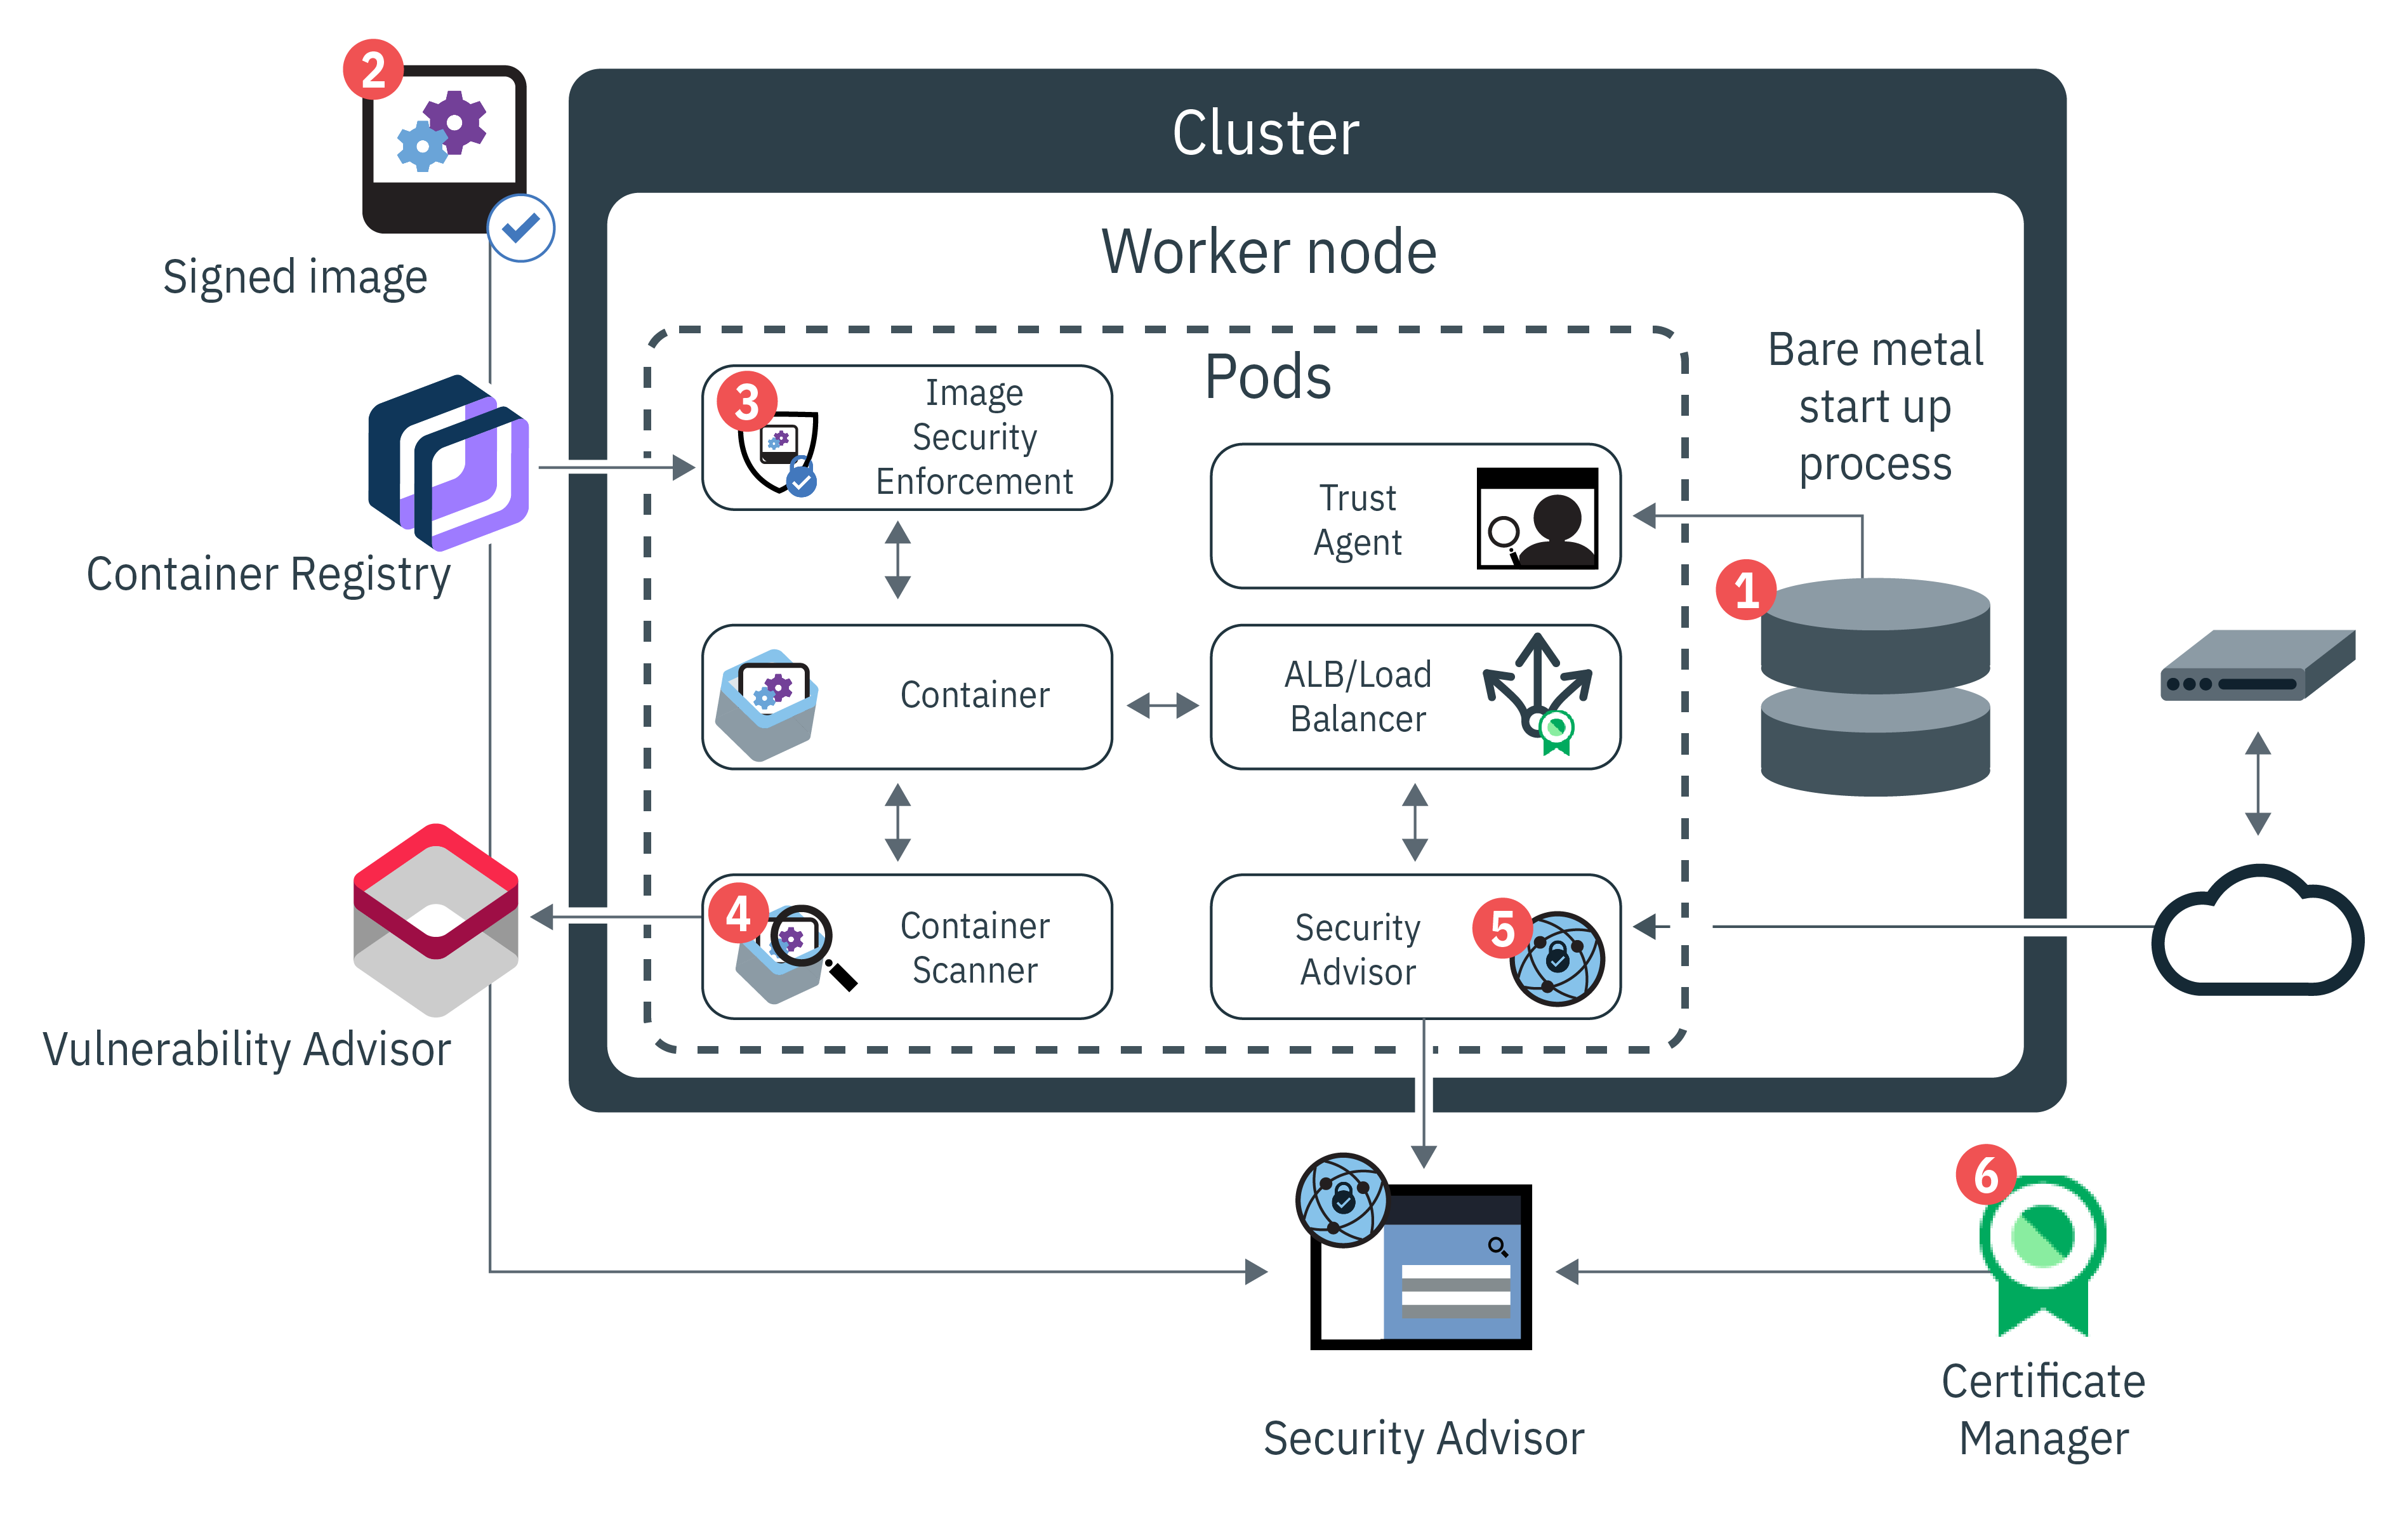 2
Signed image
Container Registry
Vulnerability Advisor
Cluster
Worker node
Pods
3
Image
Security
Enforcement
Trust
Agent
Container
ALB/Load
Balancer
4
Container
Scanner
Security
Advisor
5
Bare metal
start up
process
1
Security Advisor
6
Certificate
Manager